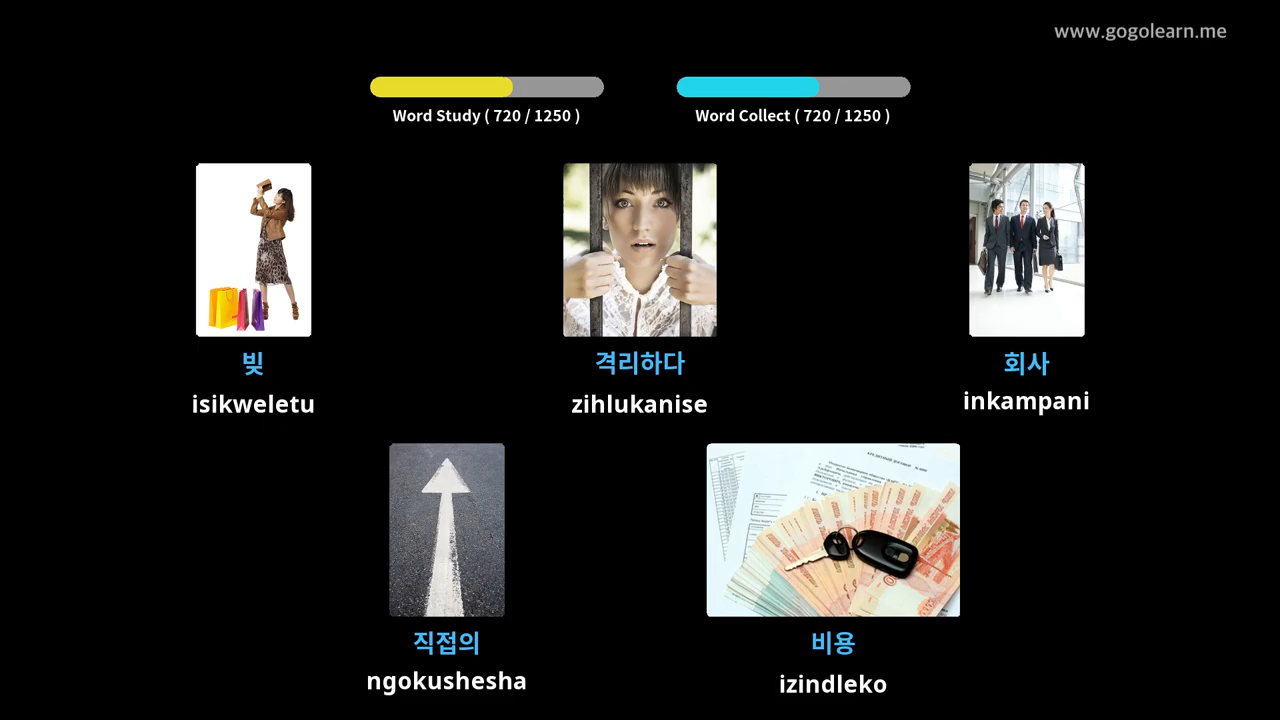 www.gogolearn.me
Word Study ( 720 / 1250 )
Word Collect ( 720 / 1250 )
빚
isikweletu
격리하다
zihlukanise
회사
inkampani
직접의
ngokushesha
비용
izindleko